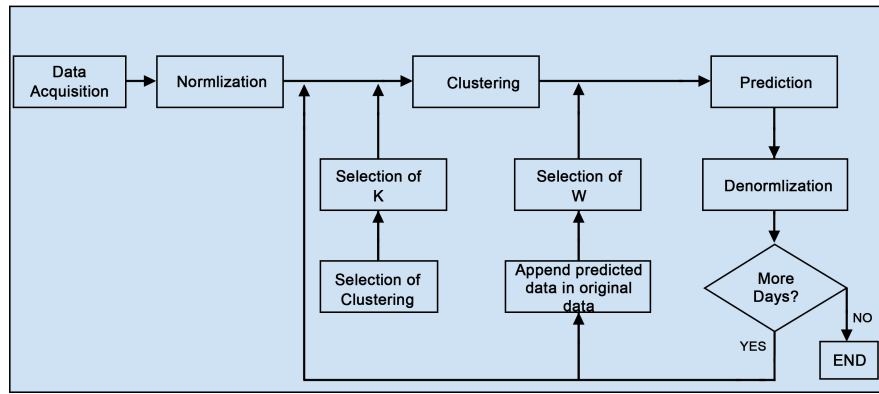 Data
Acquisition
Normlization
Clustering
Prediction
Selection of
K
Selection of
W
Denormlization
Selection of
Clustering
Append predicted
data in original
data
More
Days?
NO
YES
END